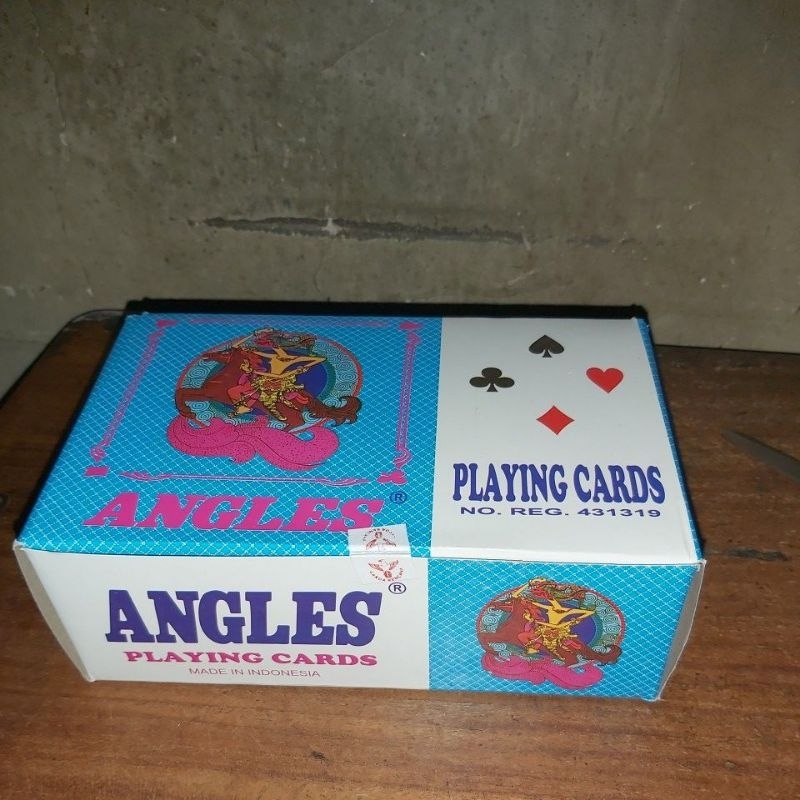 ANGLES®
PLAYING CARDS
NO. REG. 431319
ANGLES®
PLAYING CARDS
MADE IN INDONESIA